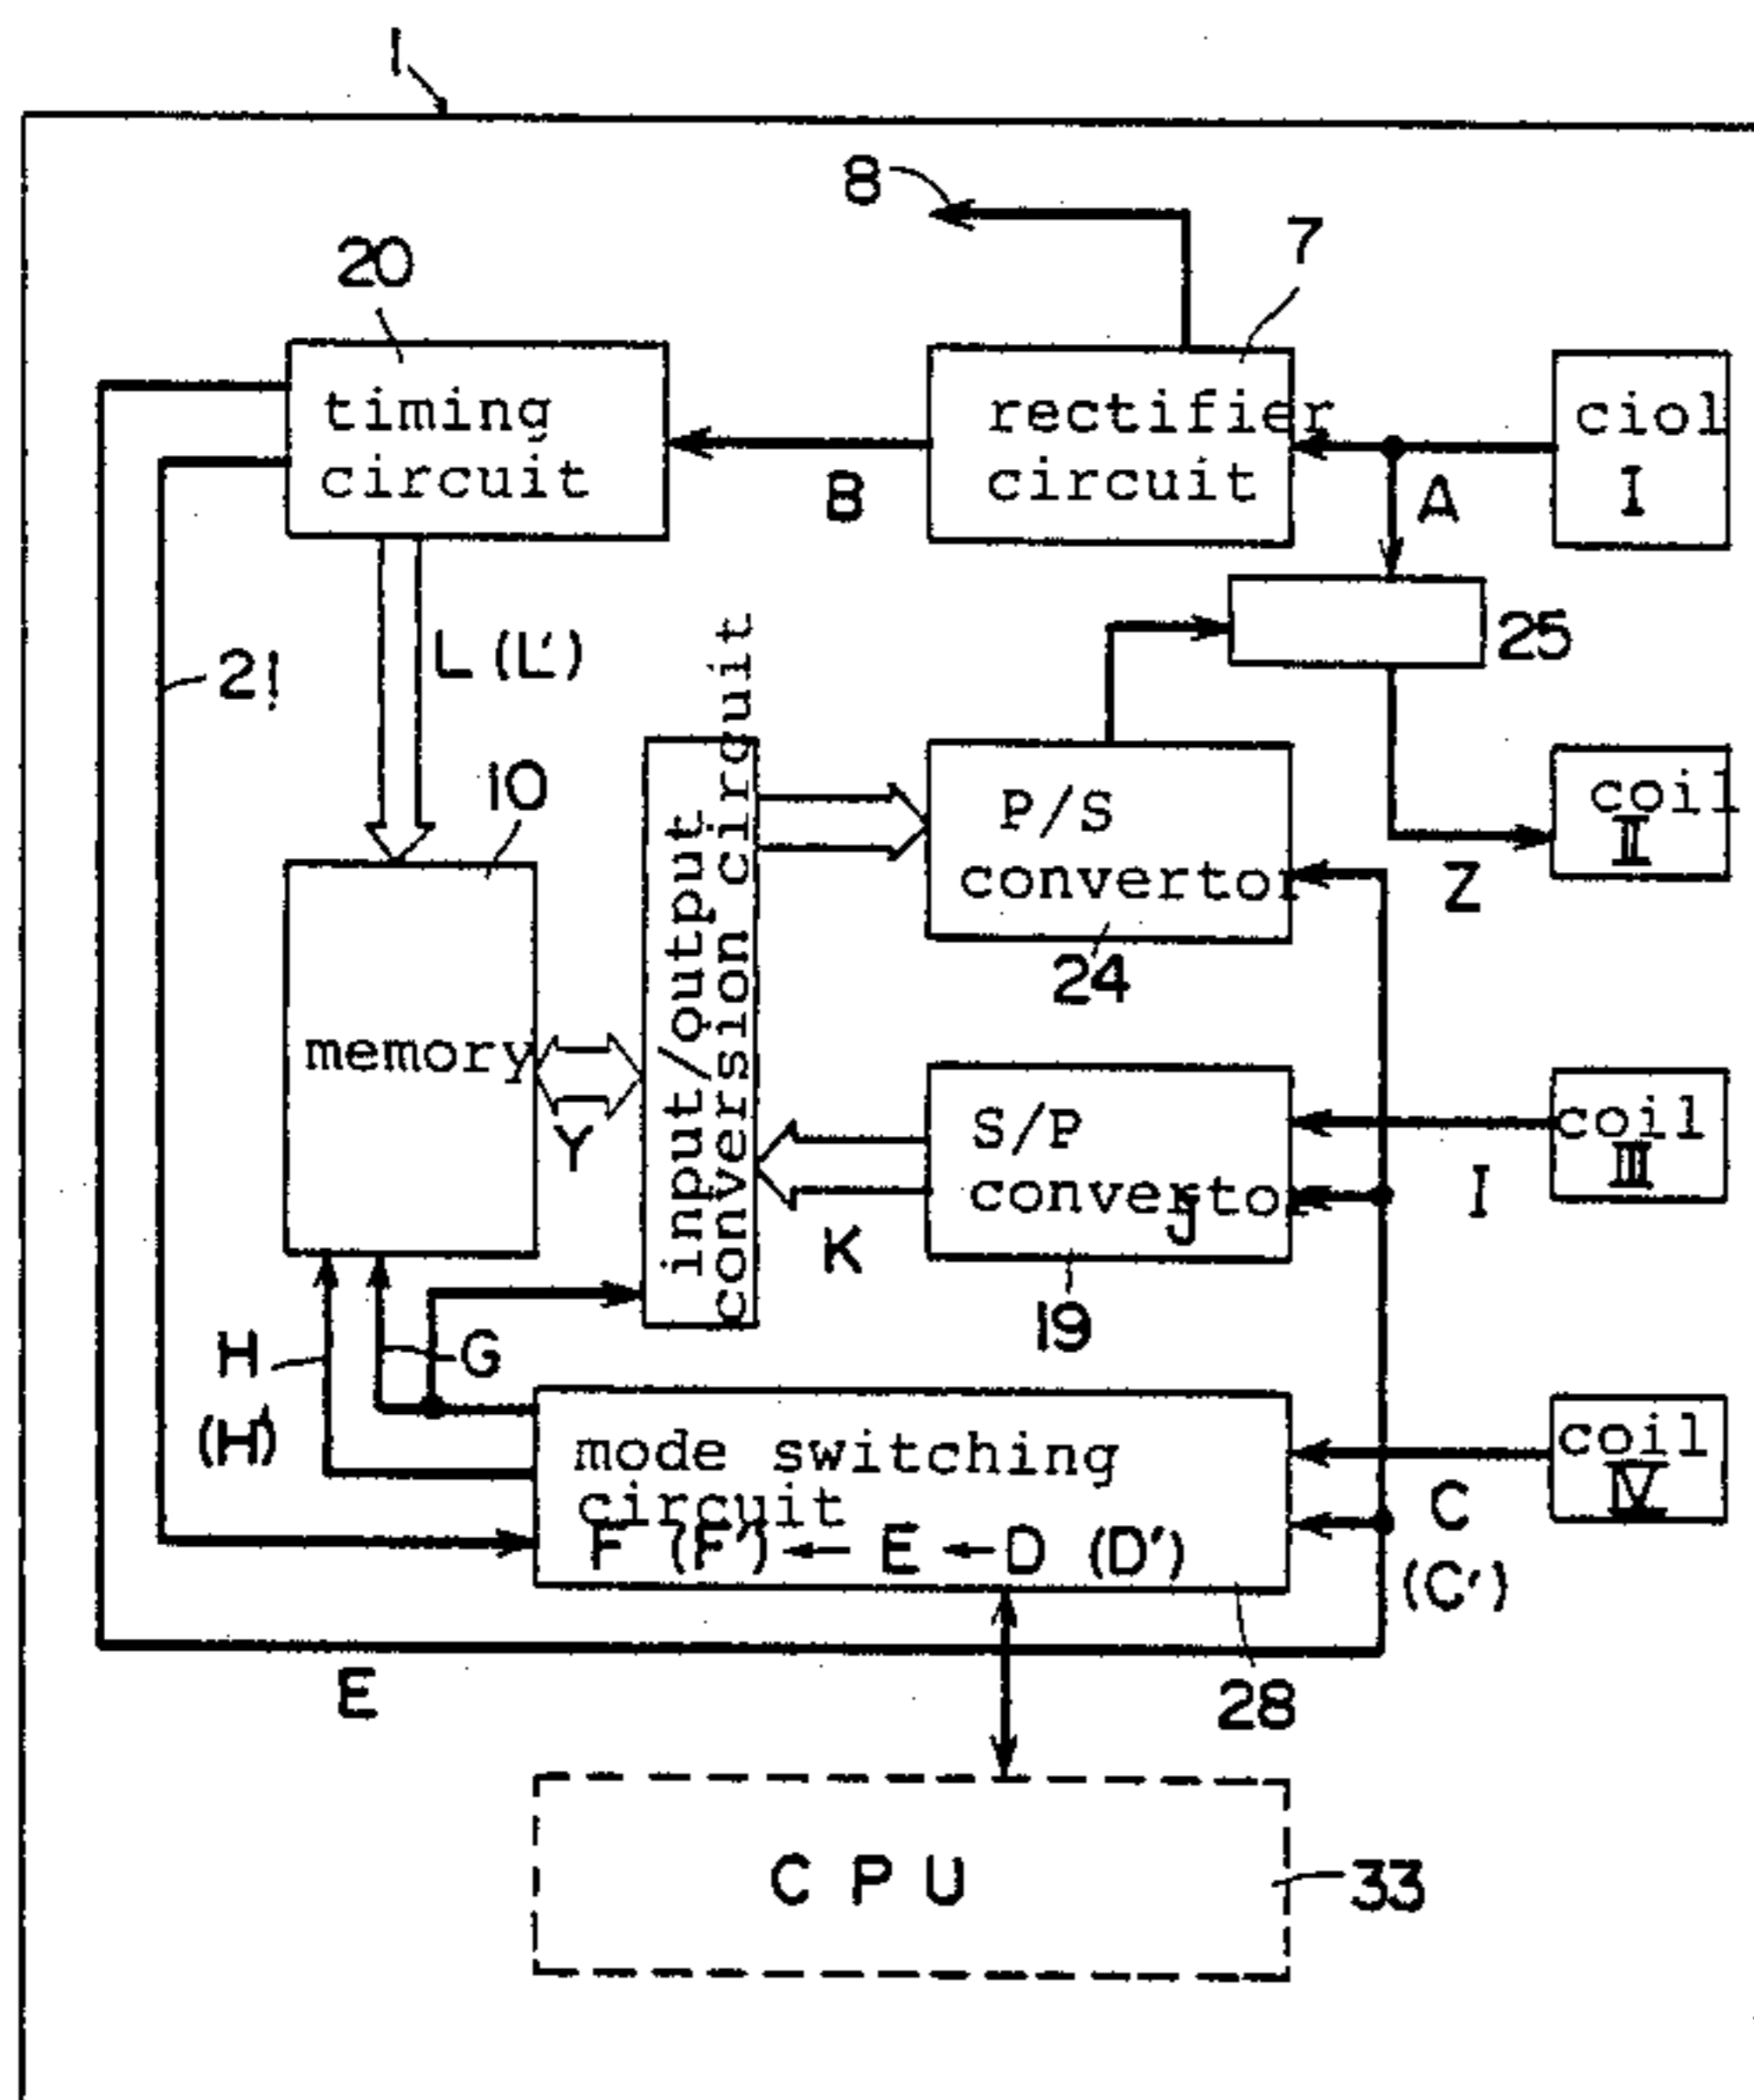 1
8
7
20
timing
circuit
B
rectifier
circuit
A
ciol
I
25
L (L')
21
10
memory
Y
input/output
conversion circuit
P/S
convertor
24
Z
coil
II
S/P
convertor
J
19
K
I
coil
III
H
(H')
G
mode switching
circuit
F (F') ← E ← D (D')
28
C
(C')
coil
IV
E
CPU
33